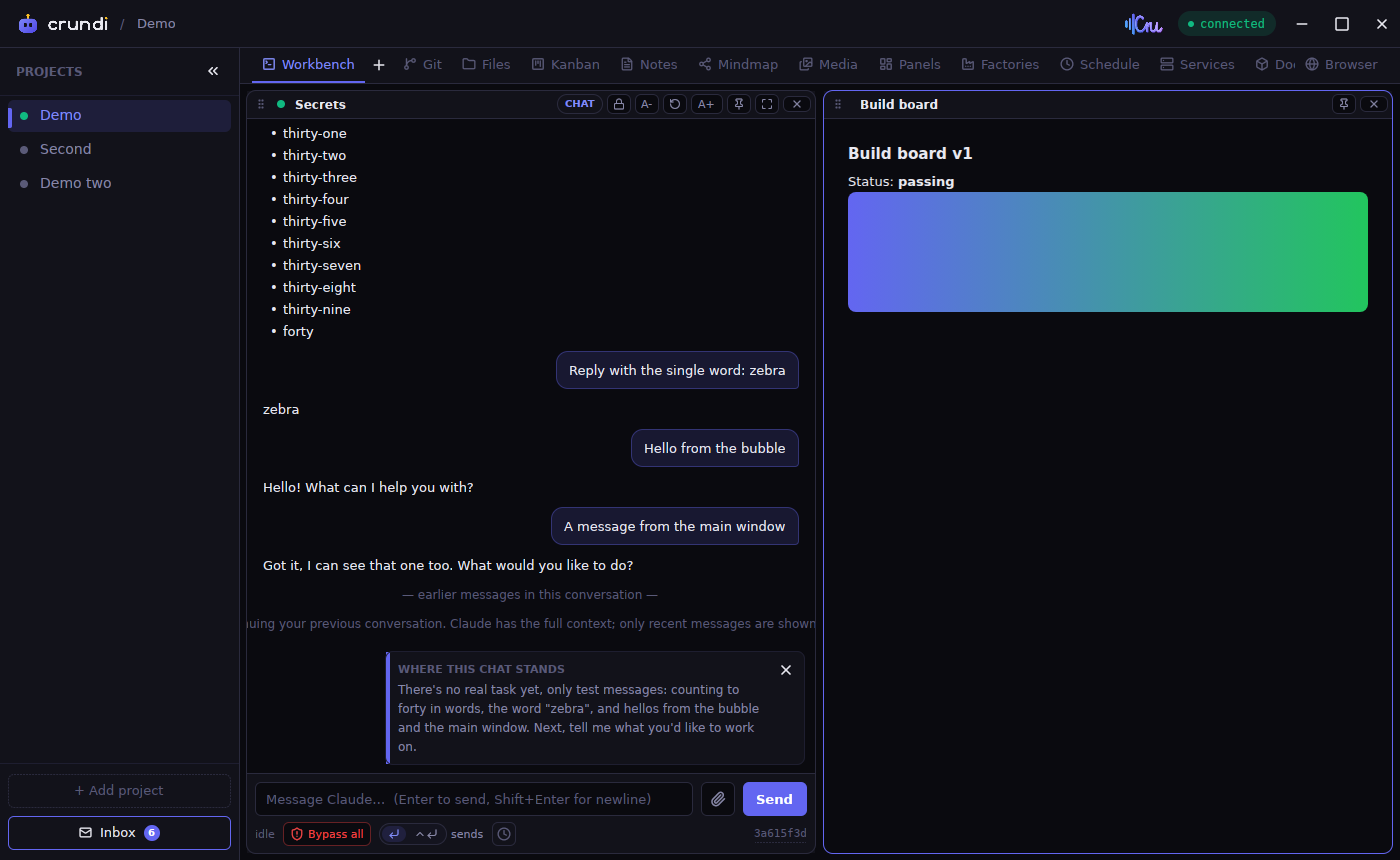 crundi / Demo
Cru
connected
PROJECTS
Demo
Second
Demo two
+ Add project
Inbox 6
Workbench
Git
Files
Kanban
Notes
Mindmap
Media
Panels
Factories
Schedule
Services
Browser
Secrets
CHAT
A-
A+
• thirty-one
• thirty-two
• thirty-three
• thirty-four
• thirty-five
• thirty-six
• thirty-seven
• thirty-eight
• thirty-nine
• forty
Reply with the single word: zebra
zebra
Hello from the bubble
Hello! What can I help you with?
A message from the main window
Got it, I can see that one too. What would you like to do?
— earlier messages in this conversation —
your previous conversation. Claude has the full context; only recent messages are shown
WHERE THIS CHAT STANDS
There's no real task yet, only test messages: counting to
forty in words, the word "zebra", and hellos from the bubble
and the main window. Next, tell me what you'd like to work
on.
Message Claude... (Enter to send, Shift+Enter for newline)
Send
idle
Bypass all
sends
3a615f3d
Build board
Build board v1
Status: passing